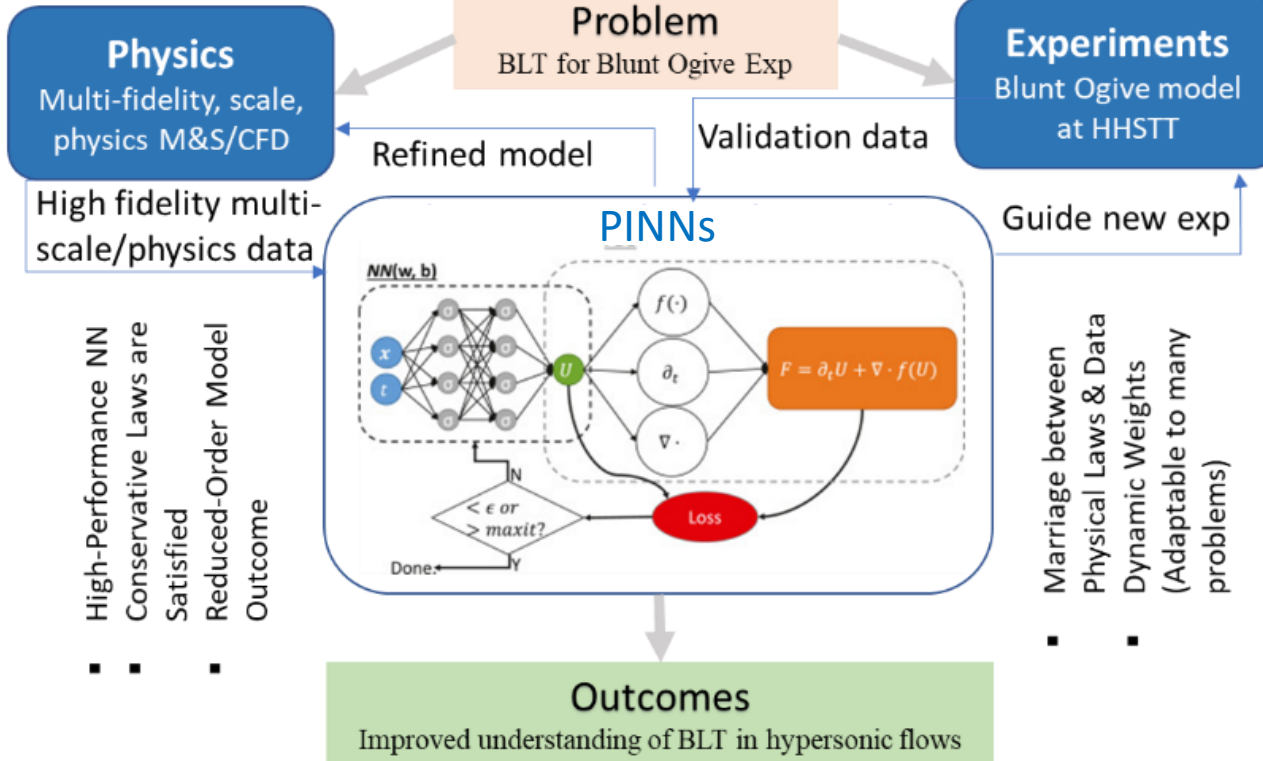 Problem
BLT for Blunt Ogive Exp
Physics
Multi-fidelity, scale,
physics M&S/CFD
Experiments
Blunt Ogive model
at HHSTT
Refined model
Validation data
High fidelity multi-
scale/physics data
Guide new exp
PINNs
NN(w, b)
x
t
σ σ
σ σ
σ σ
σ σ
U
f(·)
∂ₜ
∇ ·
F = ∂ₜU + ∇ · f(U)
N
< ϵ or
> maxit?
Y
Done.
Loss
▪ High-Performance NN
▪ Conservative Laws are
Satisfied
▪ Reduced-Order Model
Outcome
▪ Marriage between
Physical Laws & Data
▪ Dynamic Weights
(Adaptable to many
problems)
Outcomes
Improved understanding of BLT in hypersonic flows